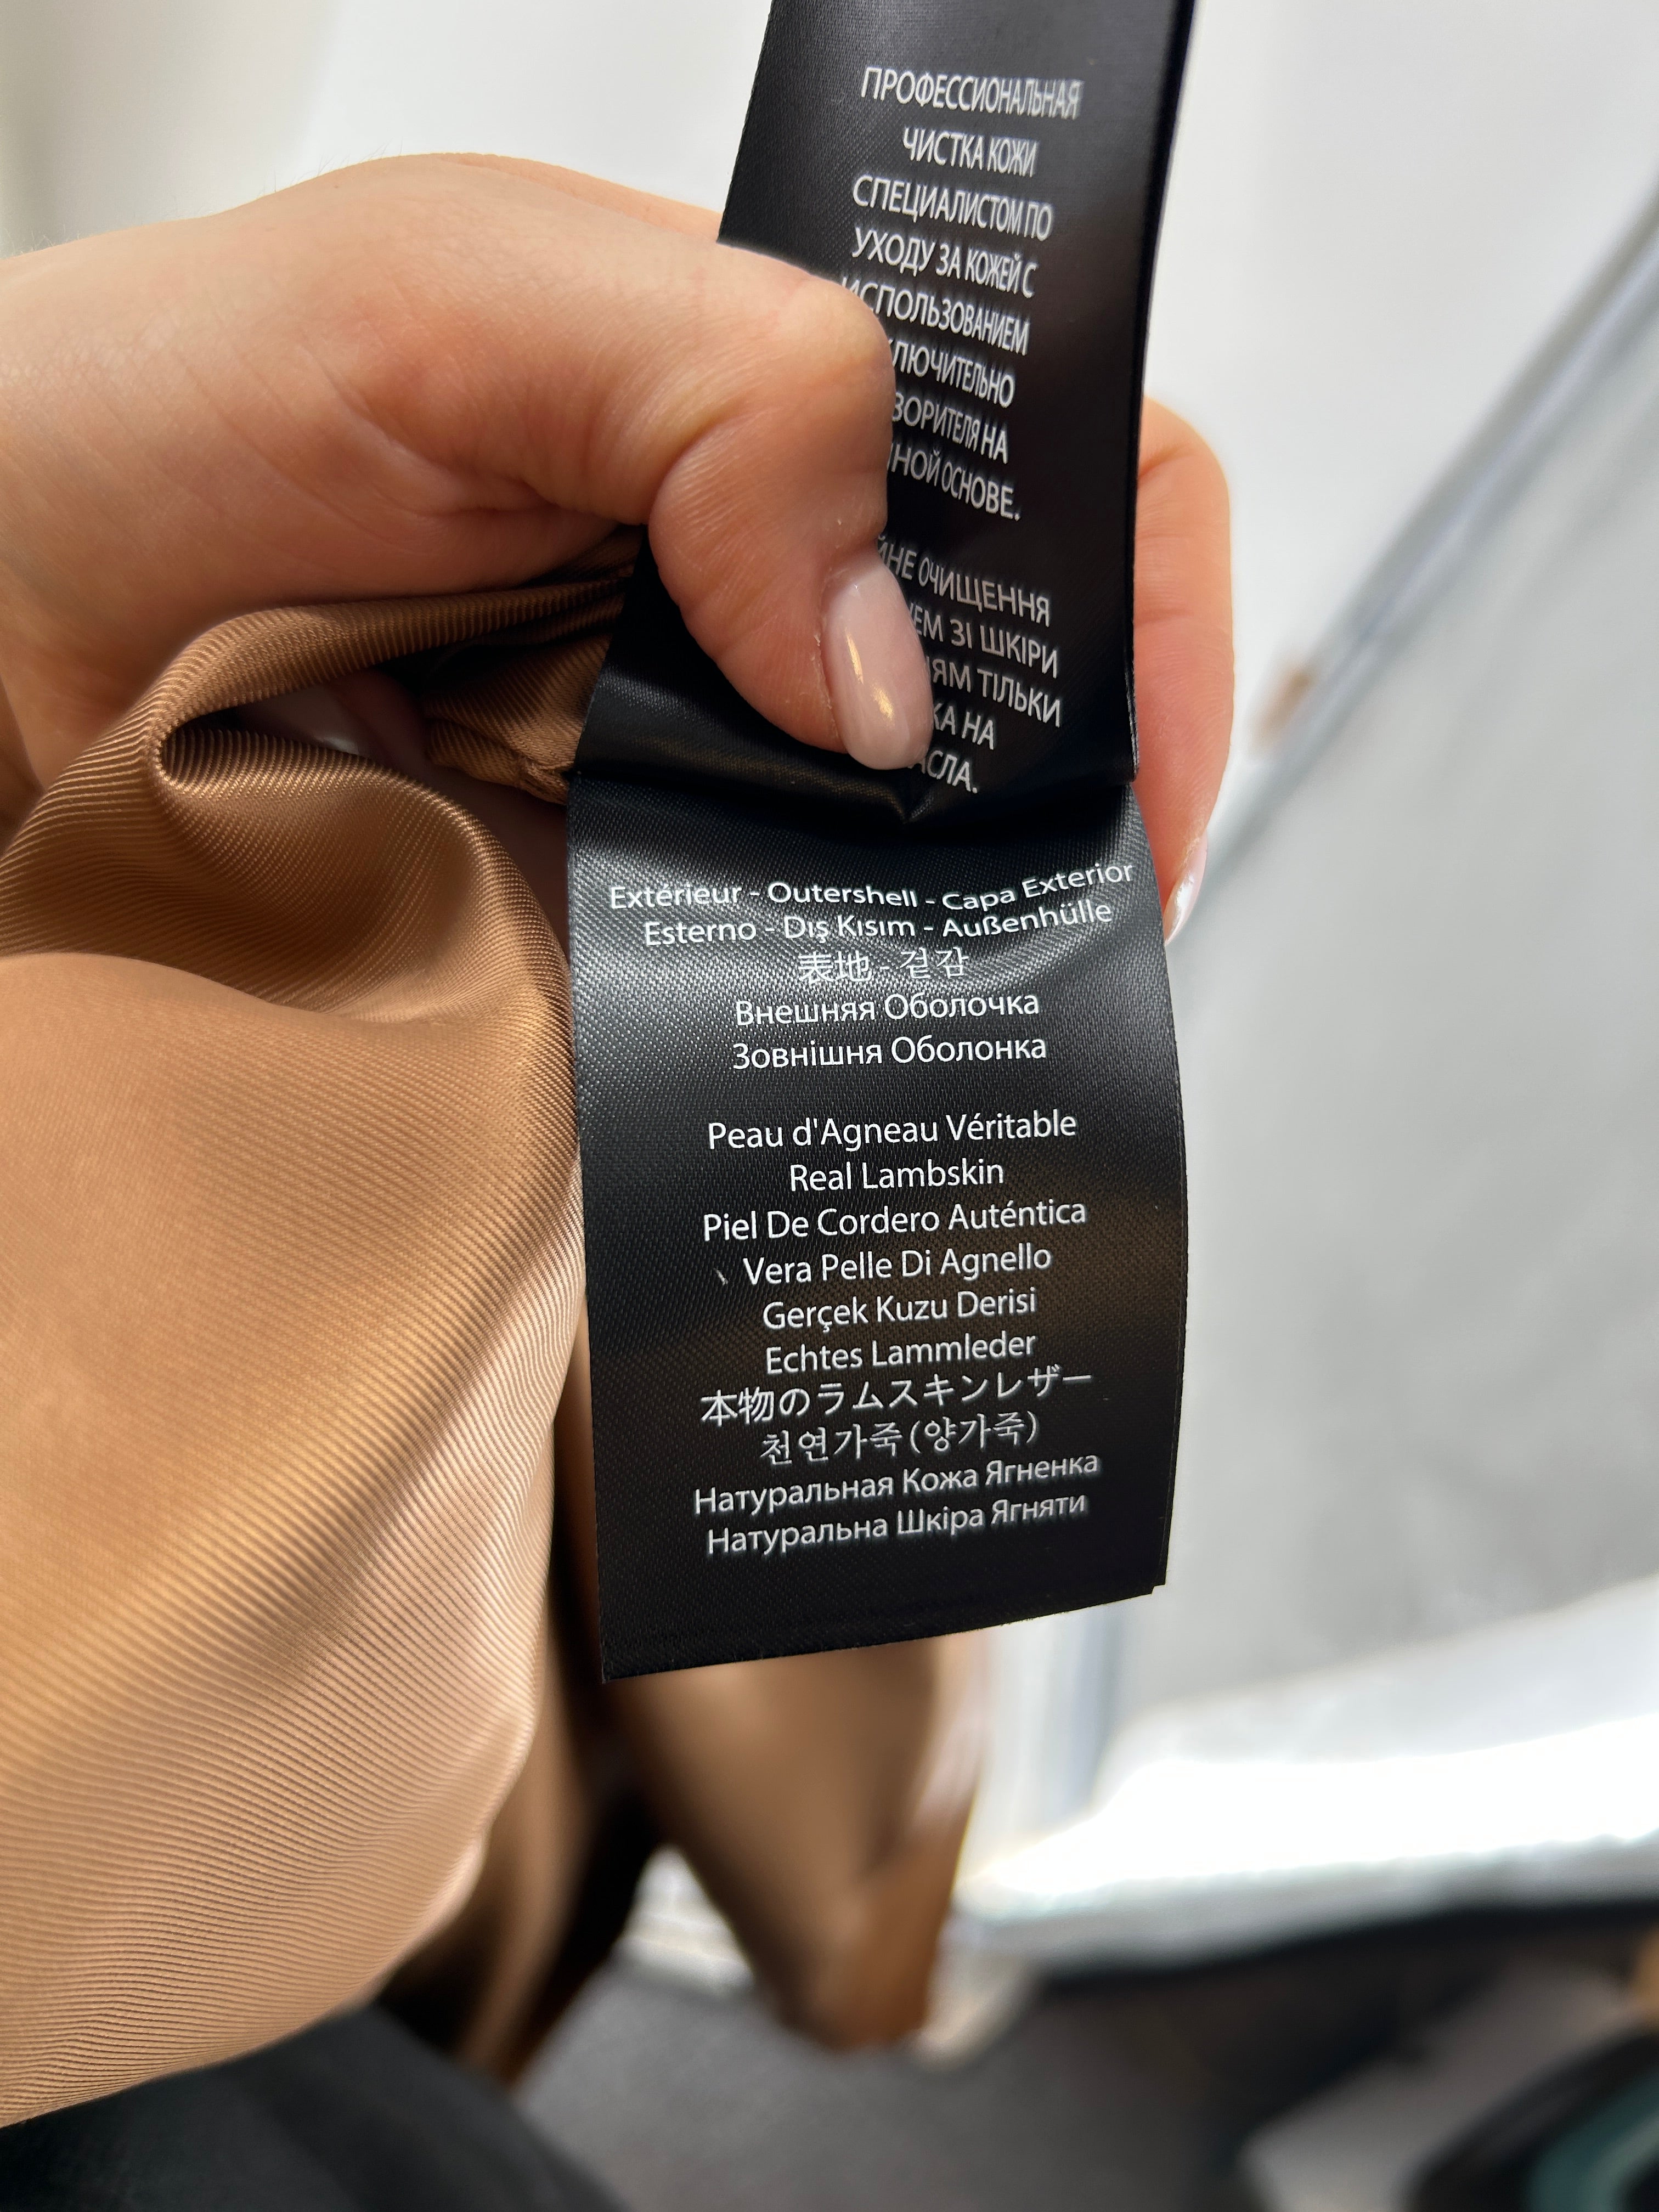 ПРОФЕССИОНАЛЬНАЯ
ЧИСТКА КОЖИ
СПЕЦИАЛИСТОМ ПО
УХОДУ ЗА КОЖЕЙ С
ИСПОЛЬЗОВАНИЕМ
НА
ОСНОВЕ.
ОЧИЩЕННЯ
ЗІ ШКІРИ
ТІЛЬКИ
НА
Extérieur - Outershell - Capa Exterior
Esterno - Dış Kısım - Außenhülle
表地 - 겉감
Внешняя Оболочка
Зовнішня Оболонка
Peau d'Agneau Véritable
Real Lambskin
Piel De Cordero Auténtica
Vera Pelle Di Agnello
Gerçek Kuzu Derisi
Echtes Lammleder
本物のラムスキンレザー
천연가죽(양가죽)
Натуральная Кожа Ягненка
Натуральна Шкіра Ягняти